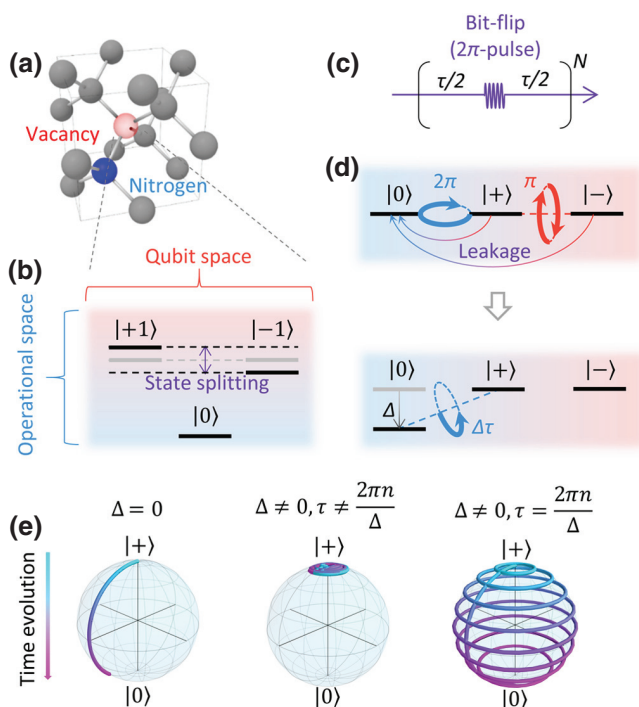 (a)
Vacancy
Nitrogen
(b)
Qubit space
Operational space
|+1⟩
|−1⟩
State splitting
|0⟩
(c)
Bit-flip
(2π-pulse)
τ/2
τ/2
N
(d)
|0⟩
2π
|+⟩
π
|−⟩
Leakage
|0⟩
|+⟩
|−⟩
Δ
Δτ
(e)
Δ = 0
Δ ≠ 0, τ ≠ 2πn/Δ
Δ ≠ 0, τ = 2πn/Δ
Time evolution
|+⟩
|+⟩
|+⟩
|0⟩
|0⟩
|0⟩